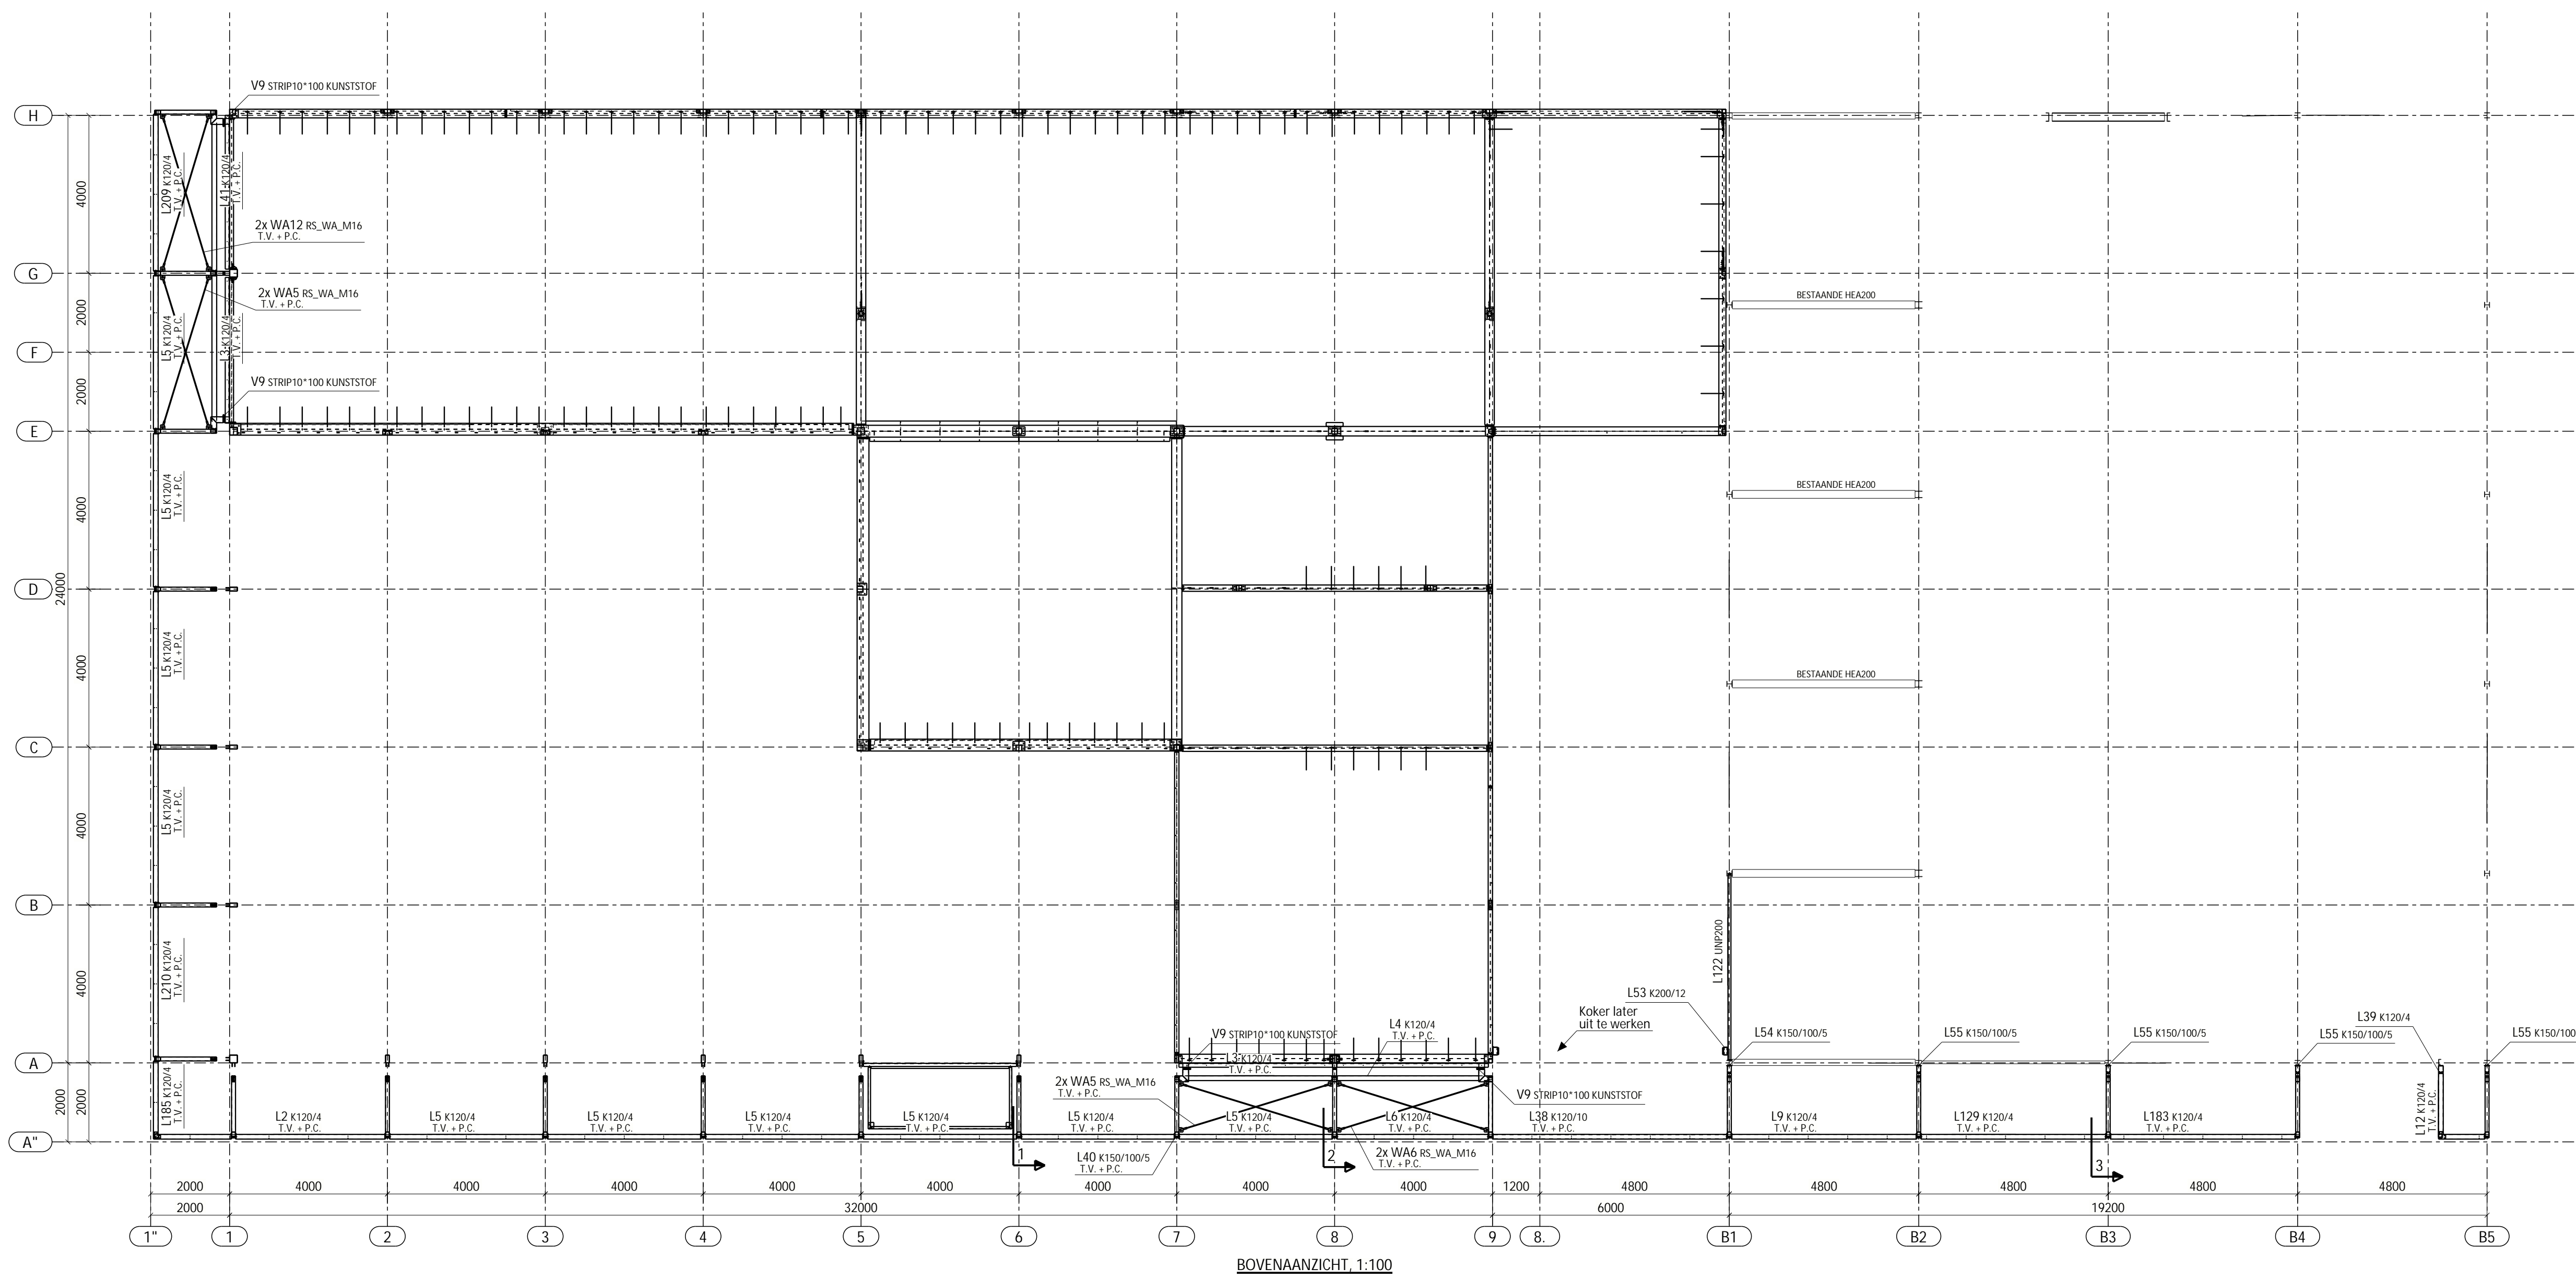 V9 STRIP10*100 KUNSTSTOF
H
L209 K120/4
T.V. + P.C.
L41 K120/4
T.V. + P.C.
4000
2x WA12 RS_WA_M16
T.V. + P.C.
G
2x WA5 RS_WA_M16
T.V. + P.C.
BESTAANDE HEA200
2000
L5 K120/4
T.V. + P.C.
L3 K120/4
T.V. + P.C.
F
2000
V9 STRIP10*100 KUNSTSTOF
E
4000
L5 K120/4
T.V. + P.C.
BESTAANDE HEA200
D
24000
4000
L5 K120/4
T.V. + P.C.
BESTAANDE HEA200
C
4000
L5 K120/4
T.V. + P.C.
B
4000
L210 K120/4
T.V. + P.C.
L122 UNP200
L53 K200/12
Koker later
uit te werken
V9 STRIP10*100 KUNSTSTOF
L4 K120/4
T.V. + P.C.
L3 K120/4
T.V. + P.C.
L54 K150/100/5
L55 K150/100/5
L55 K150/100/5
L55 K150/100/5
L39 K120/4
L55 K150/100
A
2000
2000
L185 K120/4
T.V. + P.C.
2x WA5 RS_WA_M16
T.V. + P.C.
V9 STRIP10*100 KUNSTSTOF
L2 K120/4
T.V. + P.C.
L5 K120/4
T.V. + P.C.
L5 K120/4
T.V. + P.C.
L5 K120/4
T.V. + P.C.
L5 K120/4
T.V. + P.C.
L5 K120/4
T.V. + P.C.
L5 K120/4
T.V. + P.C.
L6 K120/4
T.V. + P.C.
L38 K120/10
T.V. + P.C.
L9 K120/4
T.V. + P.C.
L129 K120/4
T.V. + P.C.
L183 K120/4
T.V. + P.C.
L12 K120/4
T.V. + P.C.
A"
L40 K150/100/5
T.V. + P.C.
2x WA6 RS_WA_M16
T.V. + P.C.
1
2
3
2000 4000 4000 4000 4000 4000 4000 4000 4000 1200 4800 4800 4800 4800 4800
2000 32000 6000 19200
1" 1 2 3 4 5 6 7 8 9 8. B1 B2 B3 B4 B5
BOVENAANZICHT, 1:100